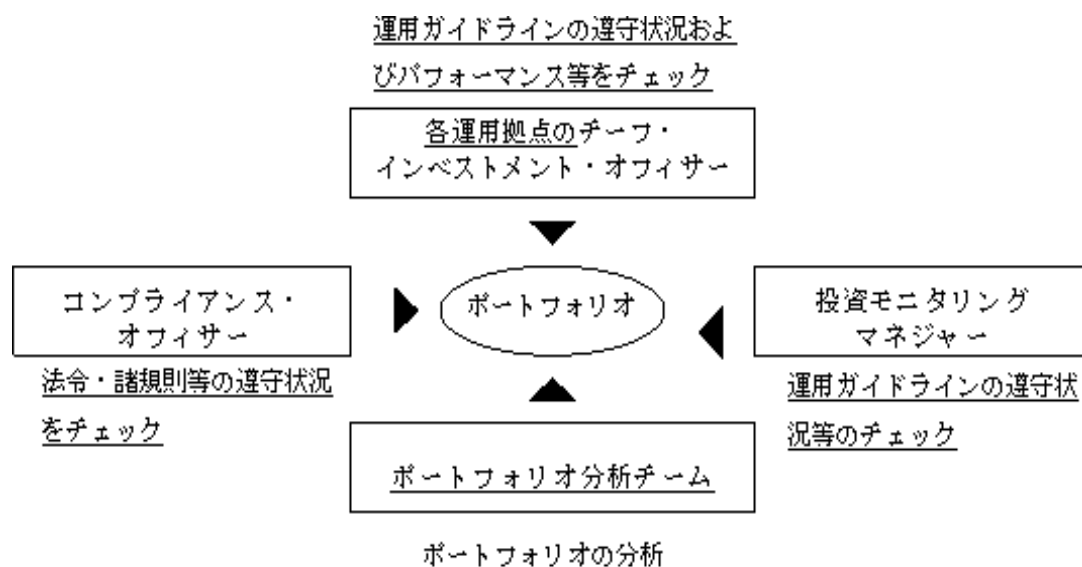 運用ガイドラインの遵守状況およ
びパフォーマンス等をチェック
各運用拠点のチーフ・
インベストメント・オフィサー
コンプライアンス・
オフィサー
法令・諸規則等の遵守状況
をチェック
ポートフォリオ
投資モニタリング
マネジャー
運用ガイドラインの遵守状
況等のチェック
ポートフォリオ分析チーム
ポートフォリオの分析